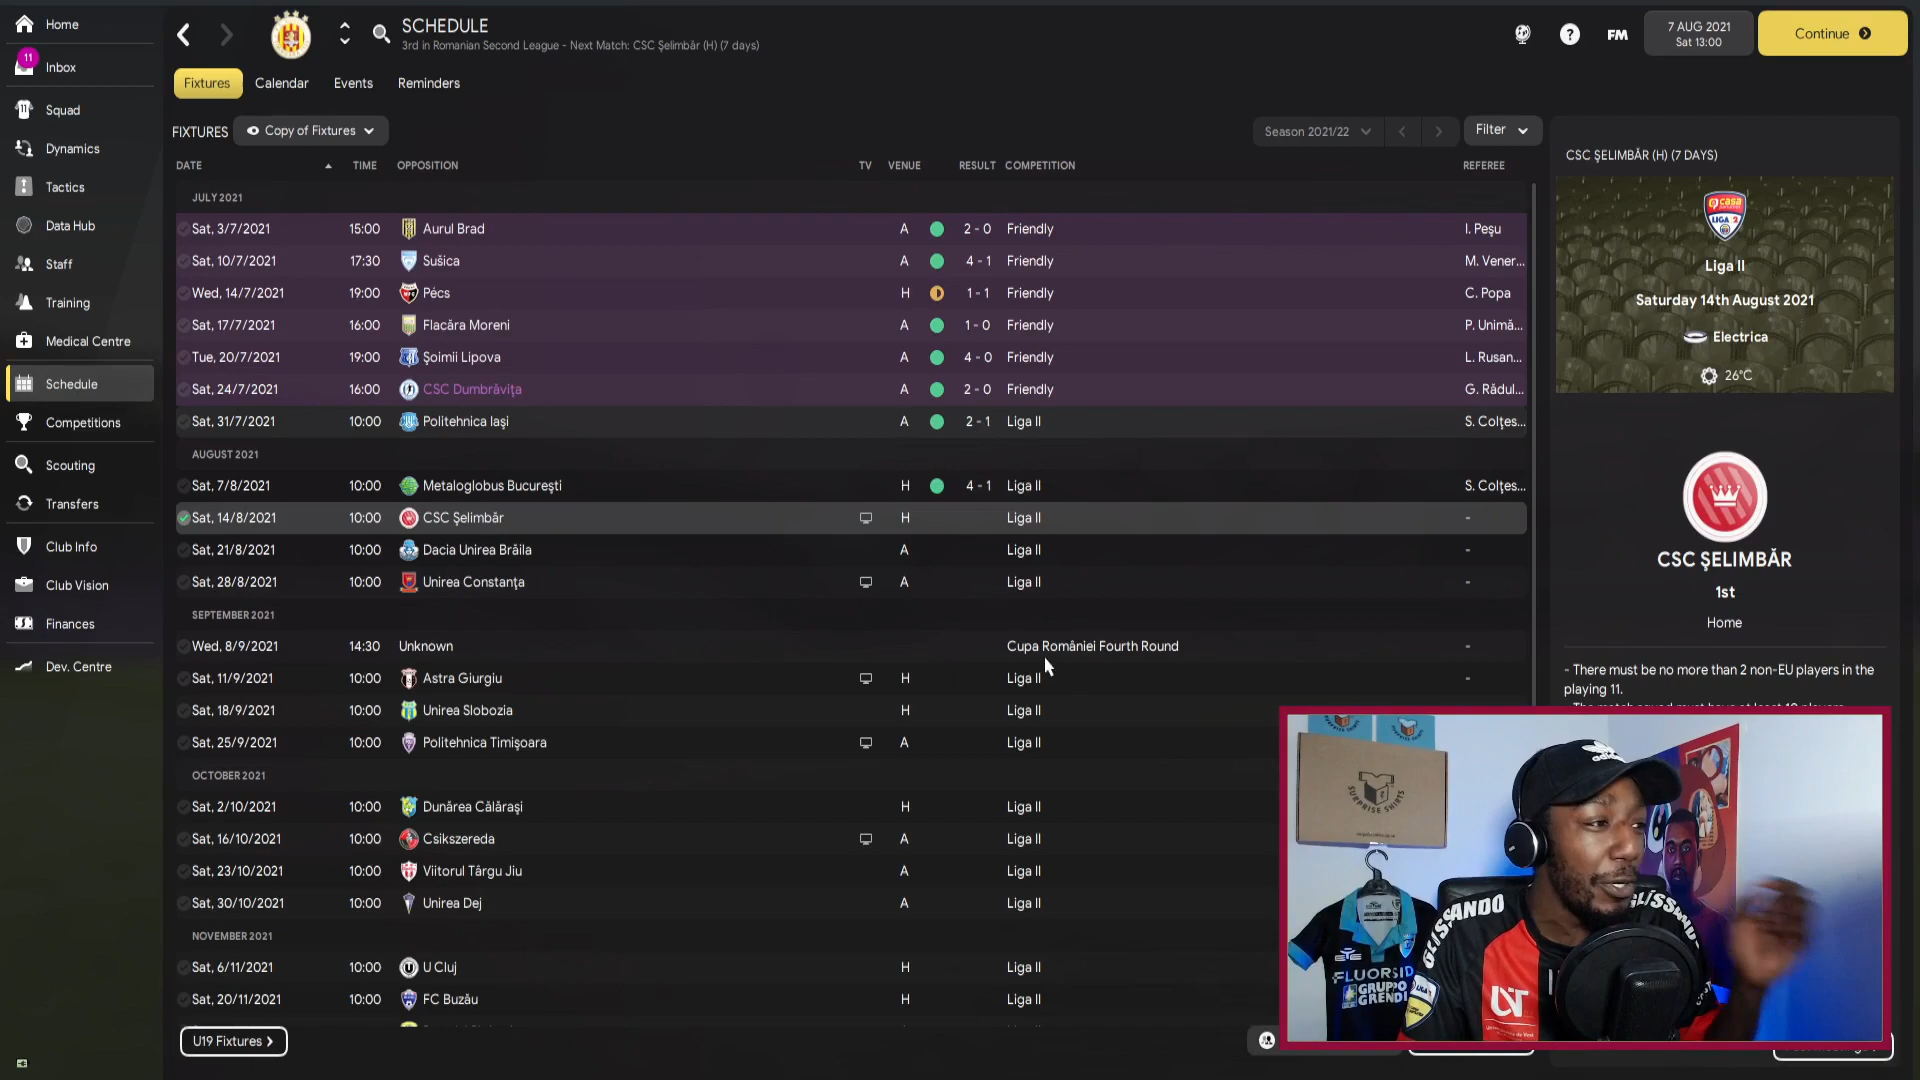 Home
11
Inbox
Squad
Dynamics
Tactics
Data Hub
Staff
Training
Medical Centre
Schedule
Competitions
Scouting
Transfers
Club Info
Club Vision
Finances
Dev. Centre
SCHEDULE
3rd in Romanian Second League - Next Match: CSC Şelimbăr (H) (7 days)
FM
7 AUG 2021
Sat 13:00
Continue
Fixtures Calendar Events Reminders
FIXTURES Copy of Fixtures Season 2021/22 Filter
DATE TIME OPPOSITION TV VENUE RESULT COMPETITION REFEREE
JULY 2021
Sat, 3/7/2021 15:00 Aurul Brad A 2 - 0 Friendly I. Peşu
Sat, 10/7/2021 17:30 Sušica A 4 - 1 Friendly M. Vener...
Wed, 14/7/2021 19:00 Pécs H 1 - 1 Friendly C. Popa
Sat, 17/7/2021 16:00 Flacăra Moreni A 1 - 0 Friendly P. Unimă...
Tue, 20/7/2021 19:00 Şoimii Lipova A 4 - 0 Friendly L. Rusan...
Sat, 24/7/2021 16:00 CSC Dumbrăviţa A 2 - 0 Friendly G. Rădul...
Sat, 31/7/2021 10:00 Politehnica Iaşi A 2 - 1 Liga II S. Colţes...
AUGUST 2021
Sat, 7/8/2021 10:00 Metaloglobus Bucureşti H 4 - 1 Liga II S. Colţes...
Sat, 14/8/2021 10:00 CSC Şelimbăr H Liga II -
Sat, 21/8/2021 10:00 Dacia Unirea Brăila A Liga II -
Sat, 28/8/2021 10:00 Unirea Constanţa A Liga II -
SEPTEMBER 2021
Wed, 8/9/2021 14:30 Unknown Cupa României Fourth Round -
Sat, 11/9/2021 10:00 Astra Giurgiu H Liga II -
Sat, 18/9/2021 10:00 Unirea Slobozia H Liga II
Sat, 25/9/2021 10:00 Politehnica Timişoara A Liga II
OCTOBER 2021
Sat, 2/10/2021 10:00 Dunărea Călăraşi H Liga II
Sat, 16/10/2021 10:00 Csikszereda A Liga II
Sat, 23/10/2021 10:00 Viitorul Târgu Jiu A Liga II
Sat, 30/10/2021 10:00 Unirea Dej A Liga II
NOVEMBER 2021
Sat, 6/11/2021 10:00 U Cluj H Liga II
Sat, 20/11/2021 10:00 FC Buzău H Liga II
U19 Fixtures
CSC ŞELIMBĂR (H) (7 DAYS)
casa
LIGA 2
Liga II
Saturday 14th August 2021
Electrica
26°C
CSC ŞELIMBĂR
1st
Home
- There must be no more than 2 non-EU players in the
playing 11.
SURPRISE SHIRTS
GLISSANDO
FLUORSID
GRUPPO
GRENDI